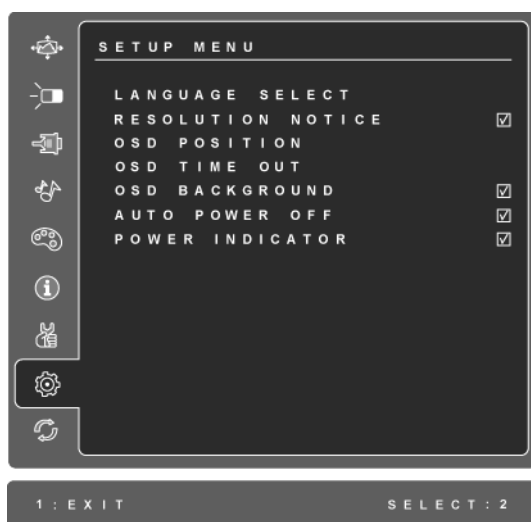 SETUP MENU
LANGUAGE SELECT
RESOLUTION NOTICE ☑
OSD POSITION
OSD TIME OUT
OSD BACKGROUND ☑
AUTO POWER OFF ☑
POWER INDICATOR ☑
1:EXIT SELECT:2